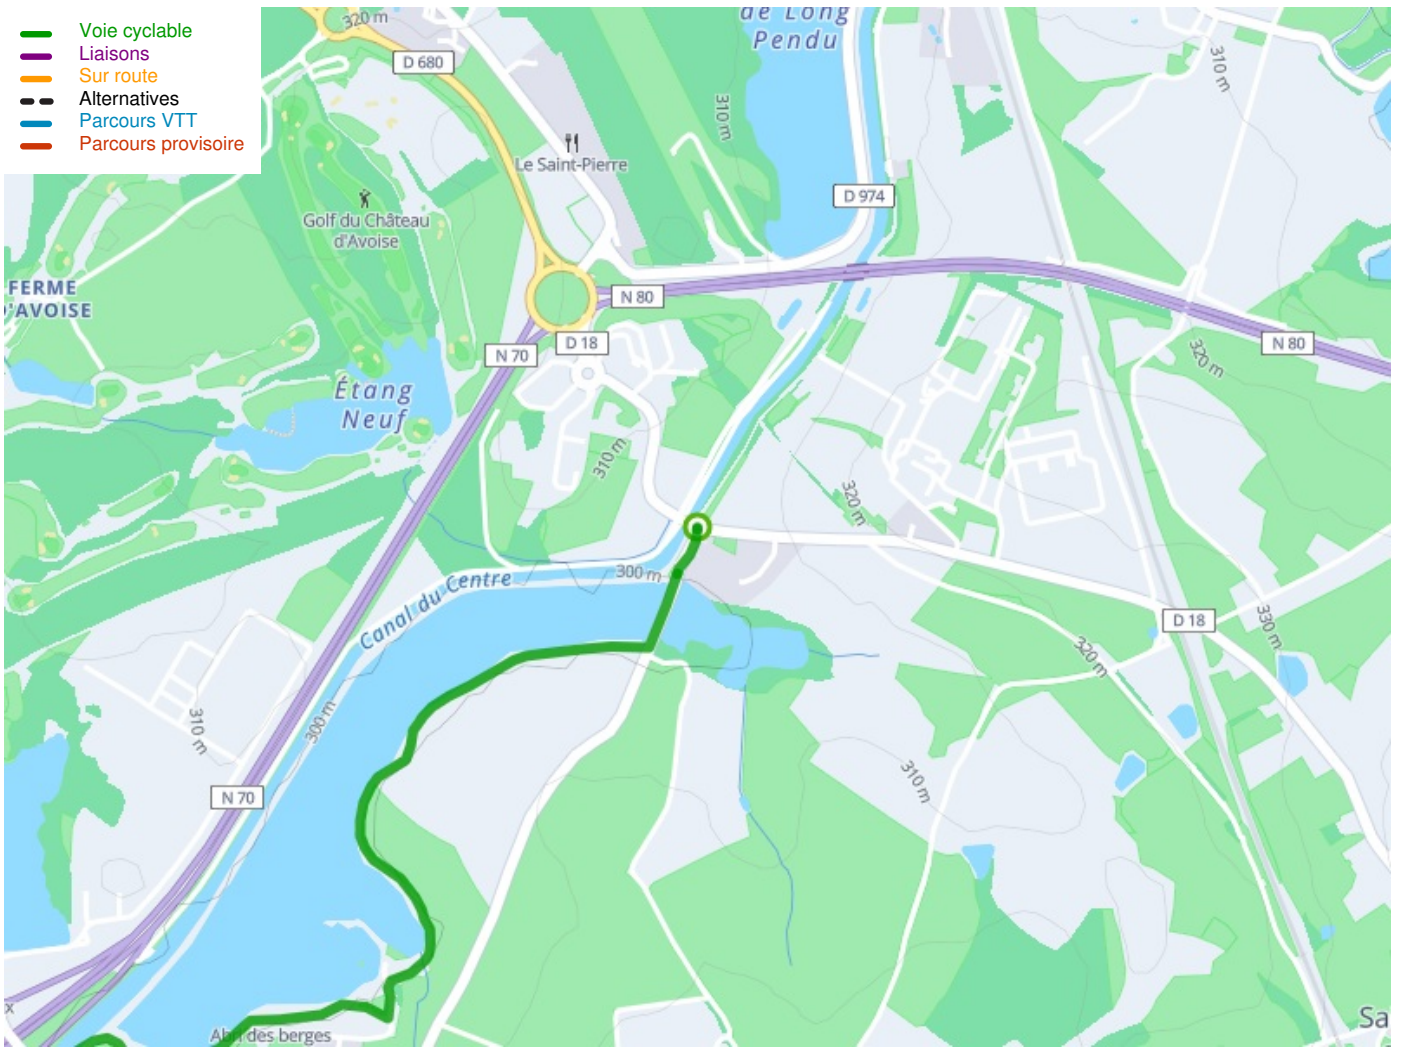 Voie cyclable
Liaisons
Sur route
Alternatives
Parcours VTT
Parcours provisoire
320 m
D 680
de Long
Pendu
310 m
310 m
Le Saint-Pierre
D 974
Golf du Château
d'Avoise
FERME
D'AVOISE
N 80
D 18
N 70
N 80
320 m
Étang
Neuf
310 m
320 m
300 m
Canal du Centre
D 18
330 m
320 m
310 m
300 m
310 m
N 70
x
Abri des berges
Sa